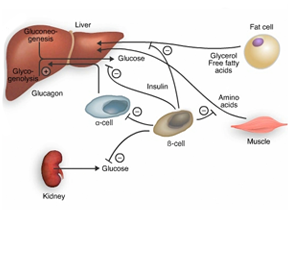 Gluconeo-
genesis
Liver
Fat cell
Glucose
Glycerol
Free fatty
acids
Glyco-
genolysis
+
Glucagon
Insulin
Amino
acids
α-cell
ß-cell
Muscle
Kidney
Glucose